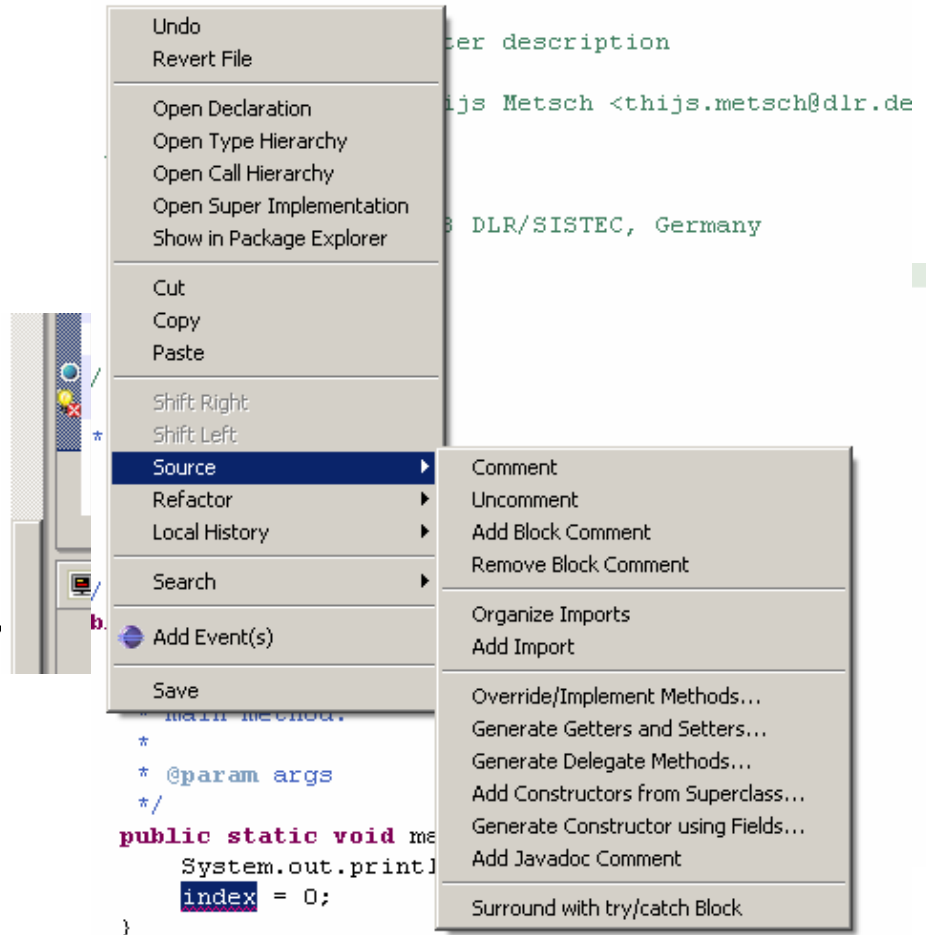 Undo
Revert File
Open Declaration
Open Type Hierarchy
Open Call Hierarchy
Open Super Implementation
Show in Package Explorer
Cut
Copy
Paste
Shift Right
Shift Left
Source
Refactor
Local History
Search
Add Event(s)
Save
ter description
ijs Metsch <thijs.metsch@dlr.de
DLR/SISTEC, Germany
/
*
/
b
Comment
Uncomment
Add Block Comment
Remove Block Comment
Organize Imports
Add Import
Override/Implement Methods...
Generate Getters and Setters...
Generate Delegate Methods...
Add Constructors from Superclass...
Generate Constructor using Fields...
Add Javadoc Comment
Surround with try/catch Block
* main method.
*
* @param args
*/
public static void ma
System.out.printl
index = 0;
}